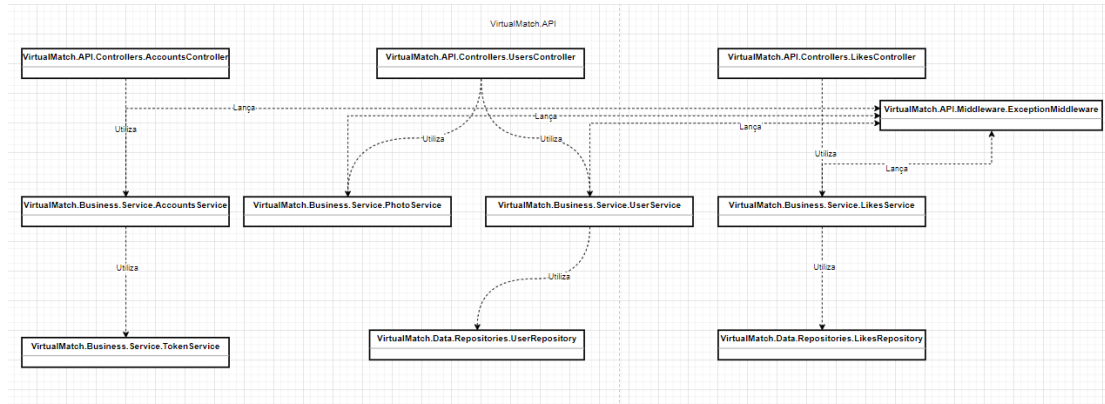 VirtualMatch.API
VirtualMatch.API.Controllers.AccountsController
VirtualMatch.API.Controllers.UsersController
VirtualMatch.API.Controllers.LikesController
VirtualMatch.API.Middleware.ExceptionMiddleware
Lança
Lança
Lança
Utiliza
Utiliza
Utiliza
Utiliza
Lança
VirtualMatch.Business.Service.AccountsService
VirtualMatch.Business.Service.PhotoService
VirtualMatch.Business.Service.UserService
VirtualMatch.Business.Service.LikesService
Utiliza
Utiliza
Utiliza
VirtualMatch.Business.Service.TokenService
VirtualMatch.Data.Repositories.UserRepository
VirtualMatch.Data.Repositories.LikesRepository